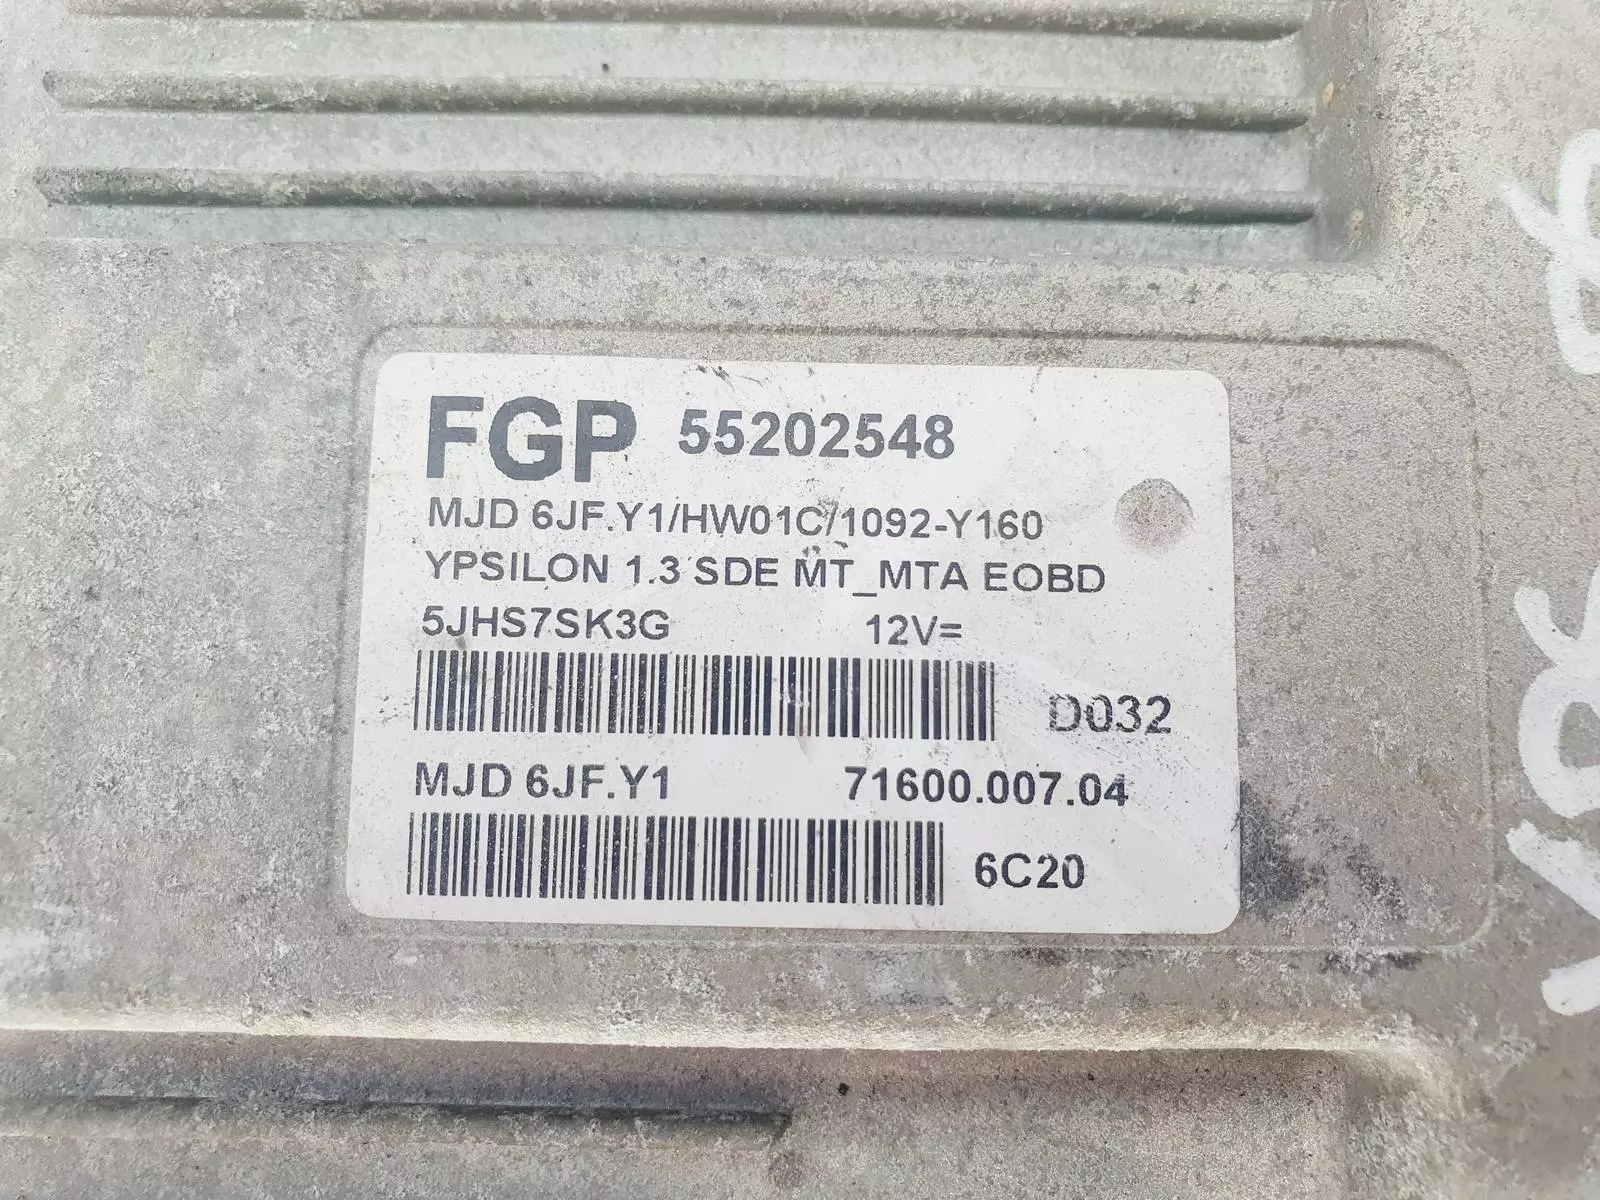 FGP 55202548
MJD 6JF.Y1/HW01C/1092-Y160
YPSILON 1.3 SDE MT_MTA EOBD
5JHS7SK3G 12V=
D032
MJD 6JF.Y1 71600.007.04
6C20